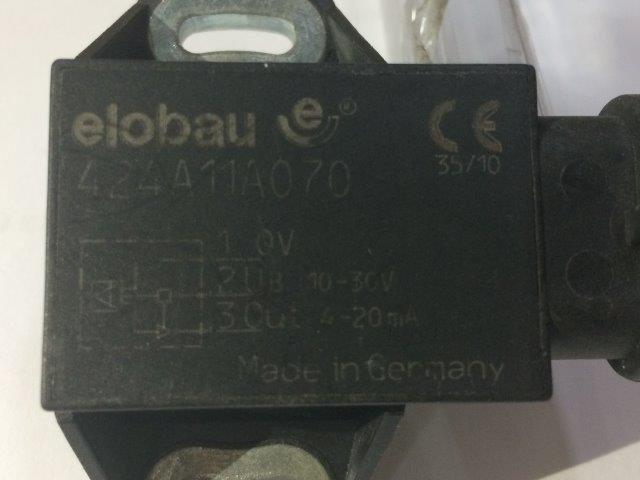 elobau e ®
CE
35/10
424A11A070
1 0V
2 UB 10-30V
3 Out 4-20mA
Made in Germany